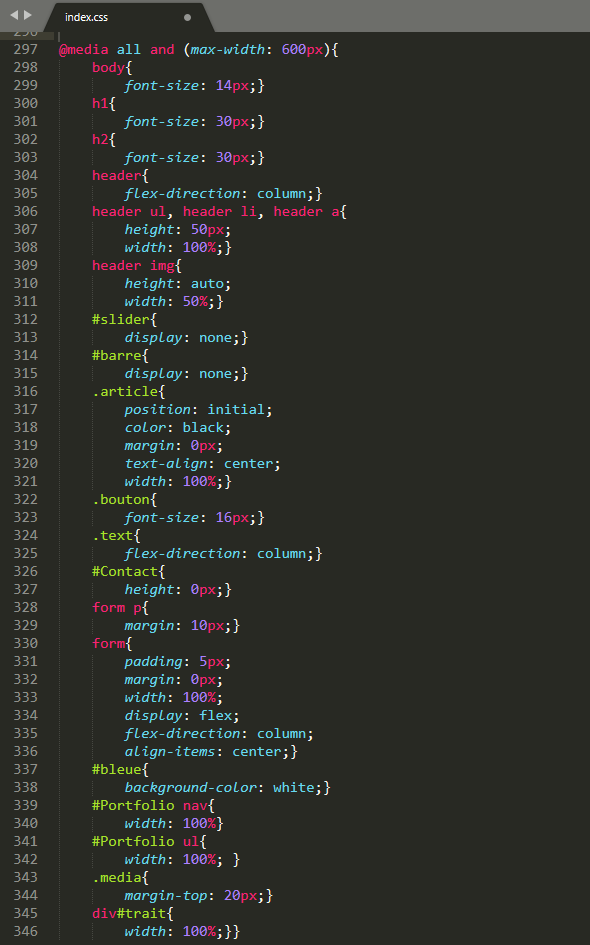 index.css
296
297 @media all and (max-width: 600px){
298 body{
299 font-size: 14px;}
300 h1{
301 font-size: 30px;}
302 h2{
303 font-size: 30px;}
304 header{
305 flex-direction: column;}
306 header ul, header li, header a{
307 height: 50px;
308 width: 100%;}
309 header img{
310 height: auto;
311 width: 50%;}
312 #slider{
313 display: none;}
314 #barre{
315 display: none;}
316 .article{
317 position: initial;
318 color: black;
319 margin: 0px;
320 text-align: center;
321 width: 100%;}
322 .bouton{
323 font-size: 16px;}
324 .text{
325 flex-direction: column;}
326 #Contact{
327 height: 0px;}
328 form p{
329 margin: 10px;}
330 form{
331 padding: 5px;
332 margin: 0px;
333 width: 100%;
334 display: flex;
335 flex-direction: column;
336 align-items: center;}
337 #bleue{
338 background-color: white;}
339 #Portfolio nav{
340 width: 100%}
341 #Portfolio ul{
342 width: 100%; }
343 .media{
344 margin-top: 20px;}
345 div#trait{
346 width: 100%;}}